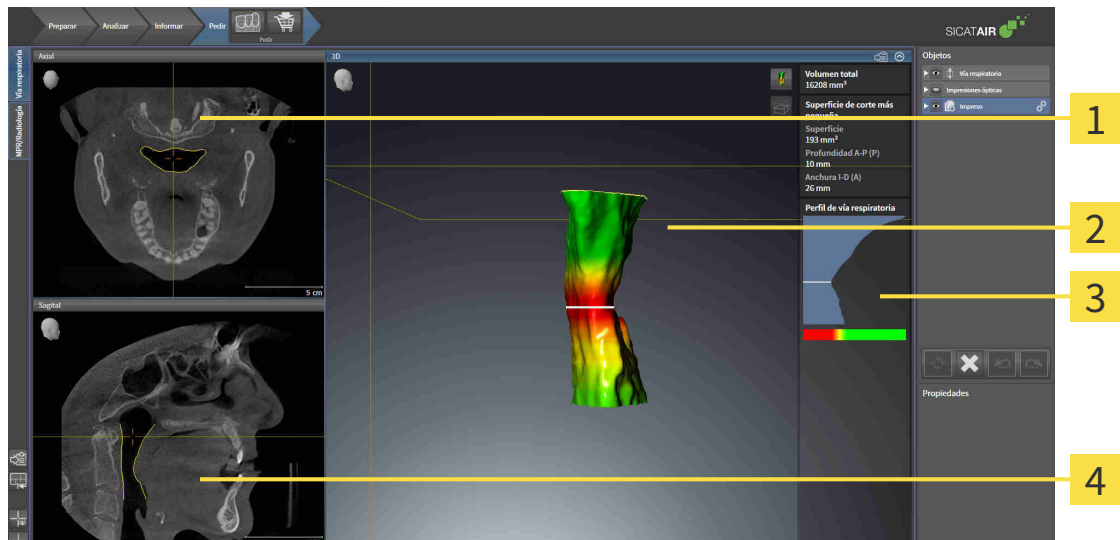 Preparar
Analizar
Informar
Pedir
Pedir
SICATAIR
Vía respiratoria
MPR/Radiología
Axial
5 cm
Sagital
3D
Volumen total
16208 mm³
Superficie de corte más
pequeña
Superficie
193 mm²
Profundidad A-P (P)
10 mm
Anchura I-D (A)
26 mm
Perfil de vía respiratoria
Objetos
Vía respiratoria
Impresiones ópticas
Impreso
Propiedades
1
2
3
4